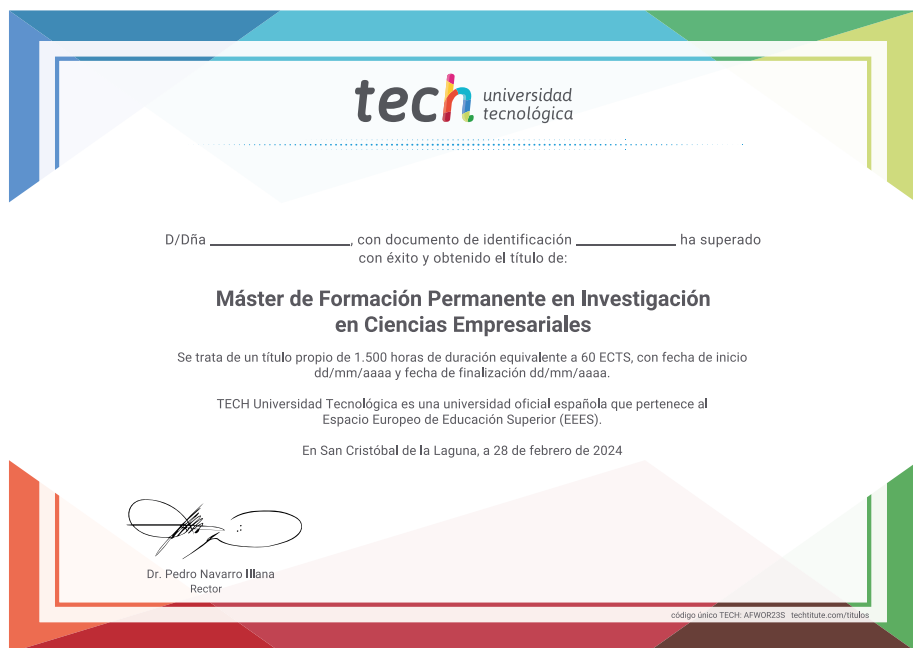 tech universidad
tecnológica
D/Dña ____________________, con documento de identificación ______________ ha superado
con éxito y obtenido el título de:
Máster de Formación Permanente en Investigación
en Ciencias Empresariales
Se trata de un título propio de 1.500 horas de duración equivalente a 60 ECTS, con fecha de inicio
dd/mm/aaaa y fecha de finalización dd/mm/aaaa.
TECH Universidad Tecnológica es una universidad oficial española que pertenece al
Espacio Europeo de Educación Superior (EEES).
En San Cristóbal de la Laguna, a 28 de febrero de 2024
Dr. Pedro Navarro Illana
Rector
código único TECH: AFWOR23S techtitute.com/titulos